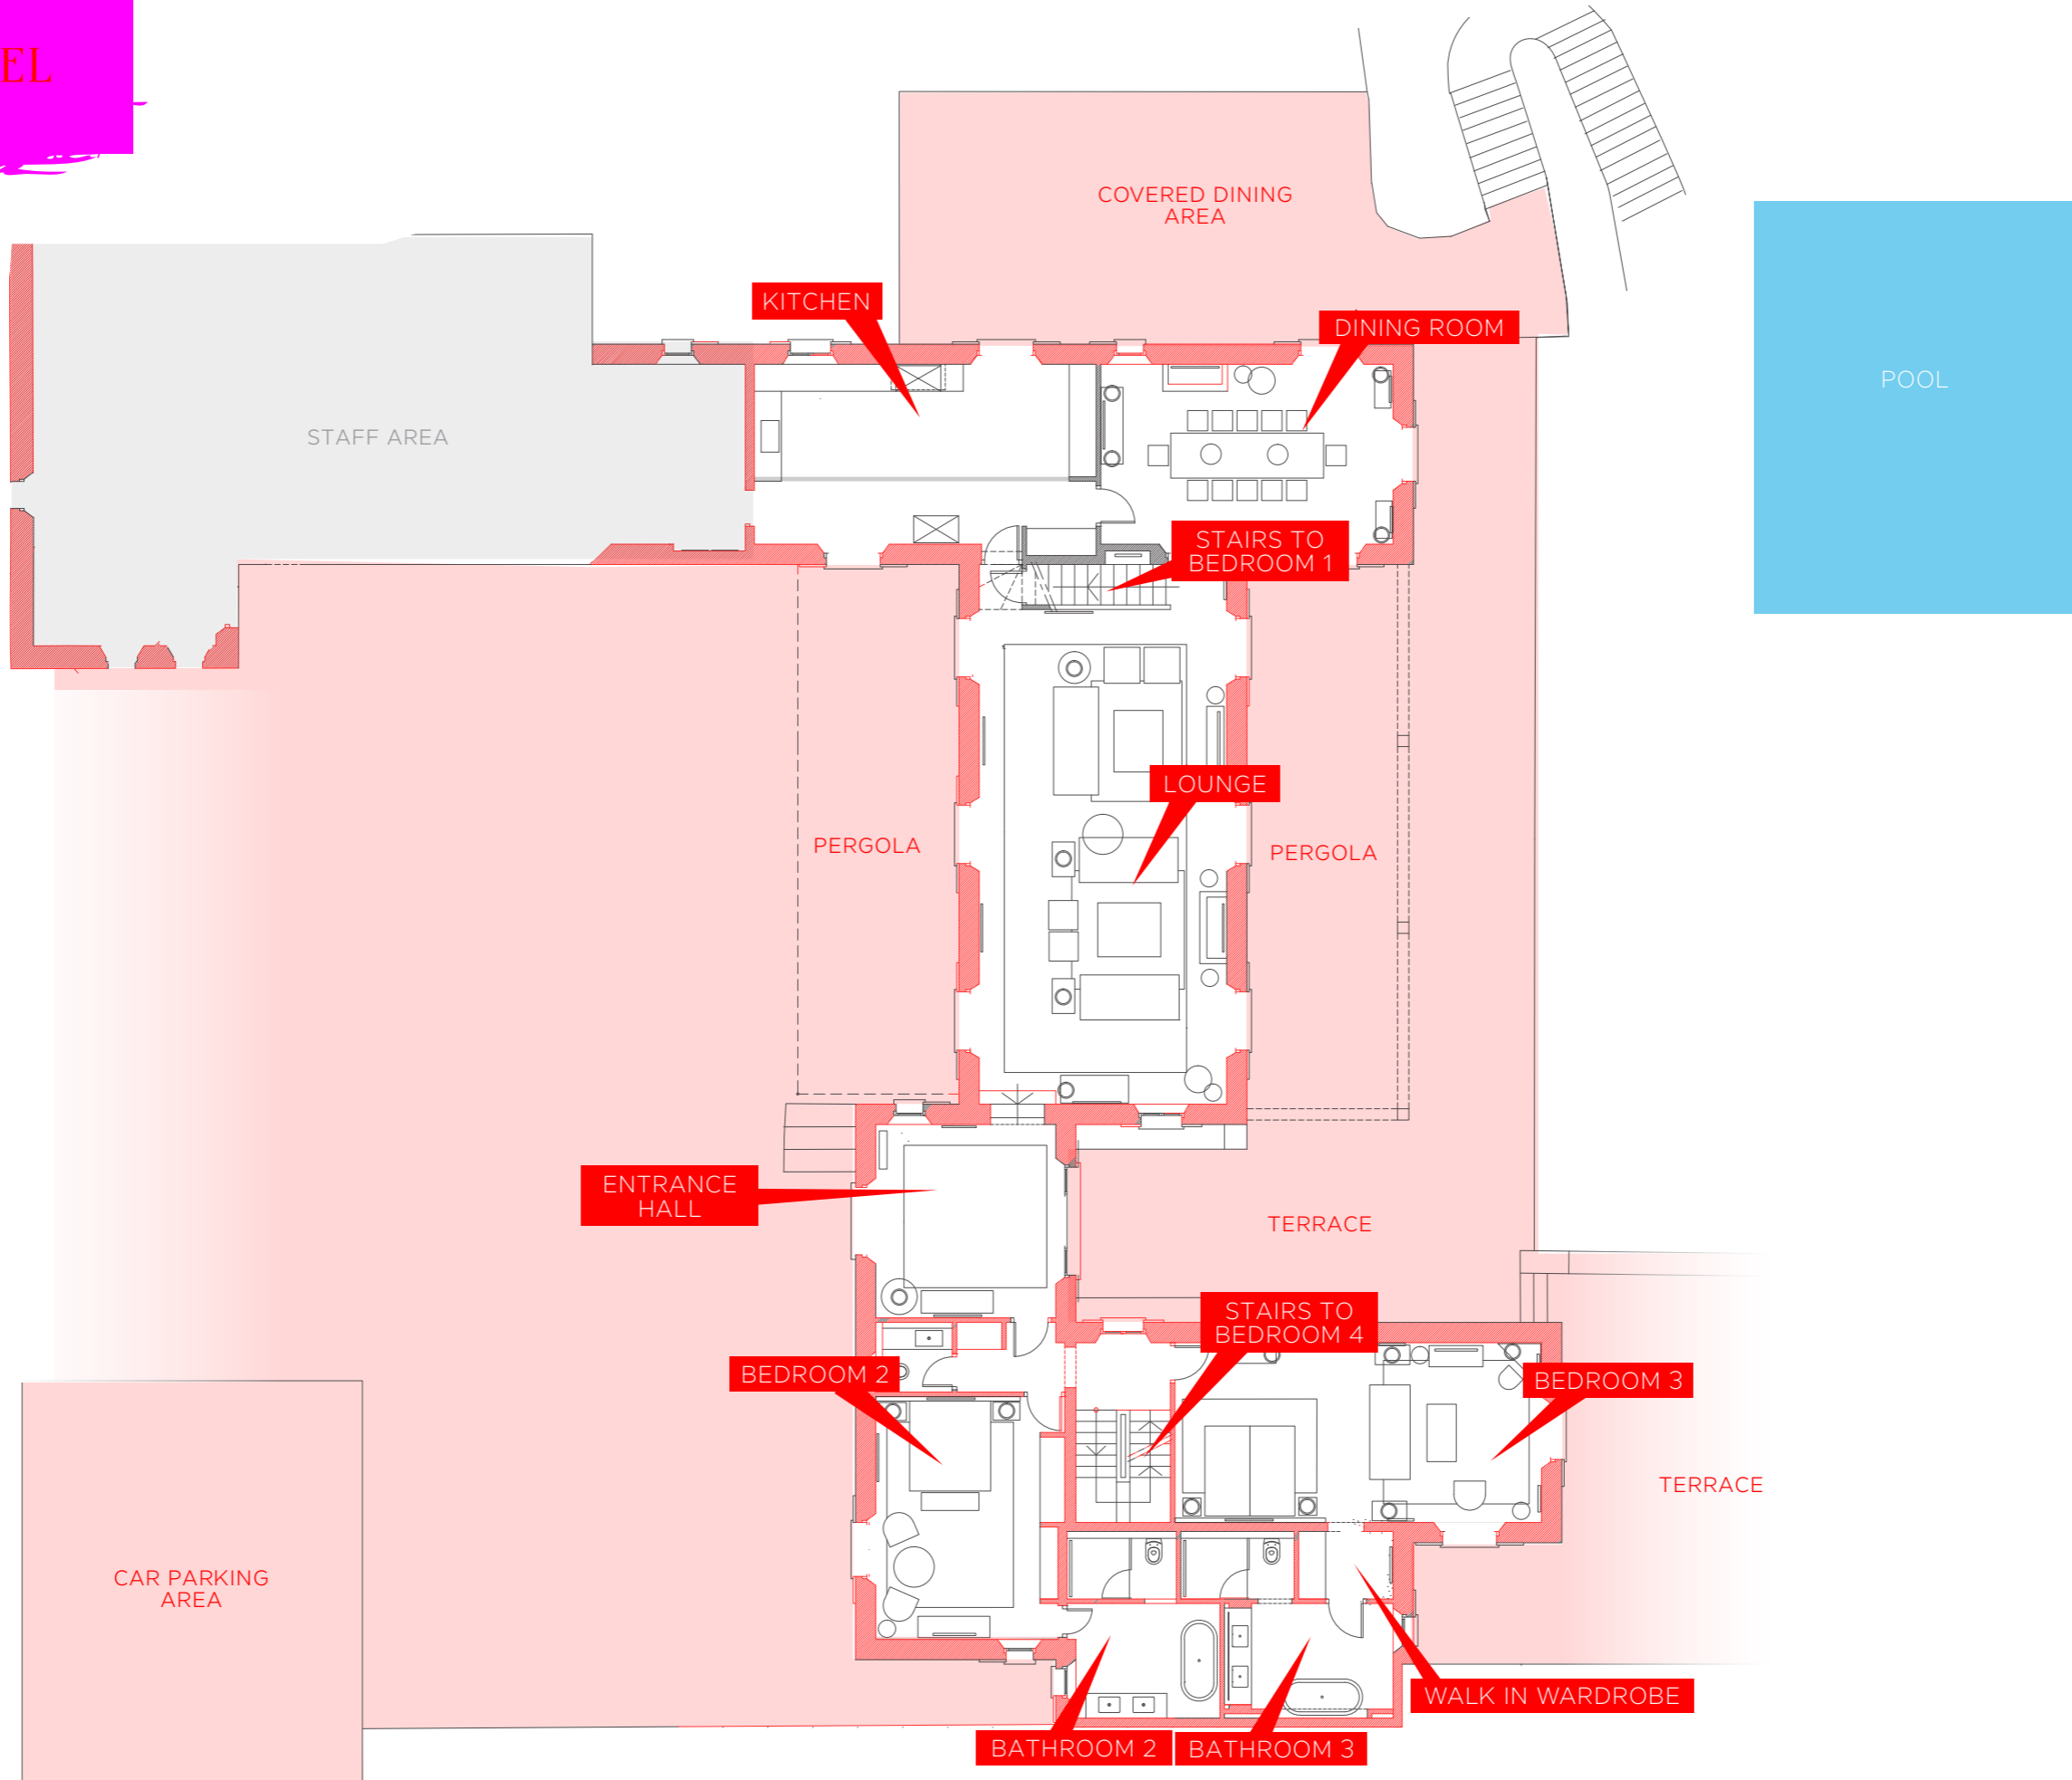 EL
COVERED DINING
AREA
KITCHEN
DINING ROOM
POOL
STAFF AREA
STAIRS TO
BEDROOM 1
LOUNGE
PERGOLA
PERGOLA
ENTRANCE
HALL
TERRACE
STAIRS TO
BEDROOM 4
BEDROOM 2
BEDROOM 3
TERRACE
CAR PARKING
AREA
WALK IN WARDROBE
BATHROOM 2
BATHROOM 3